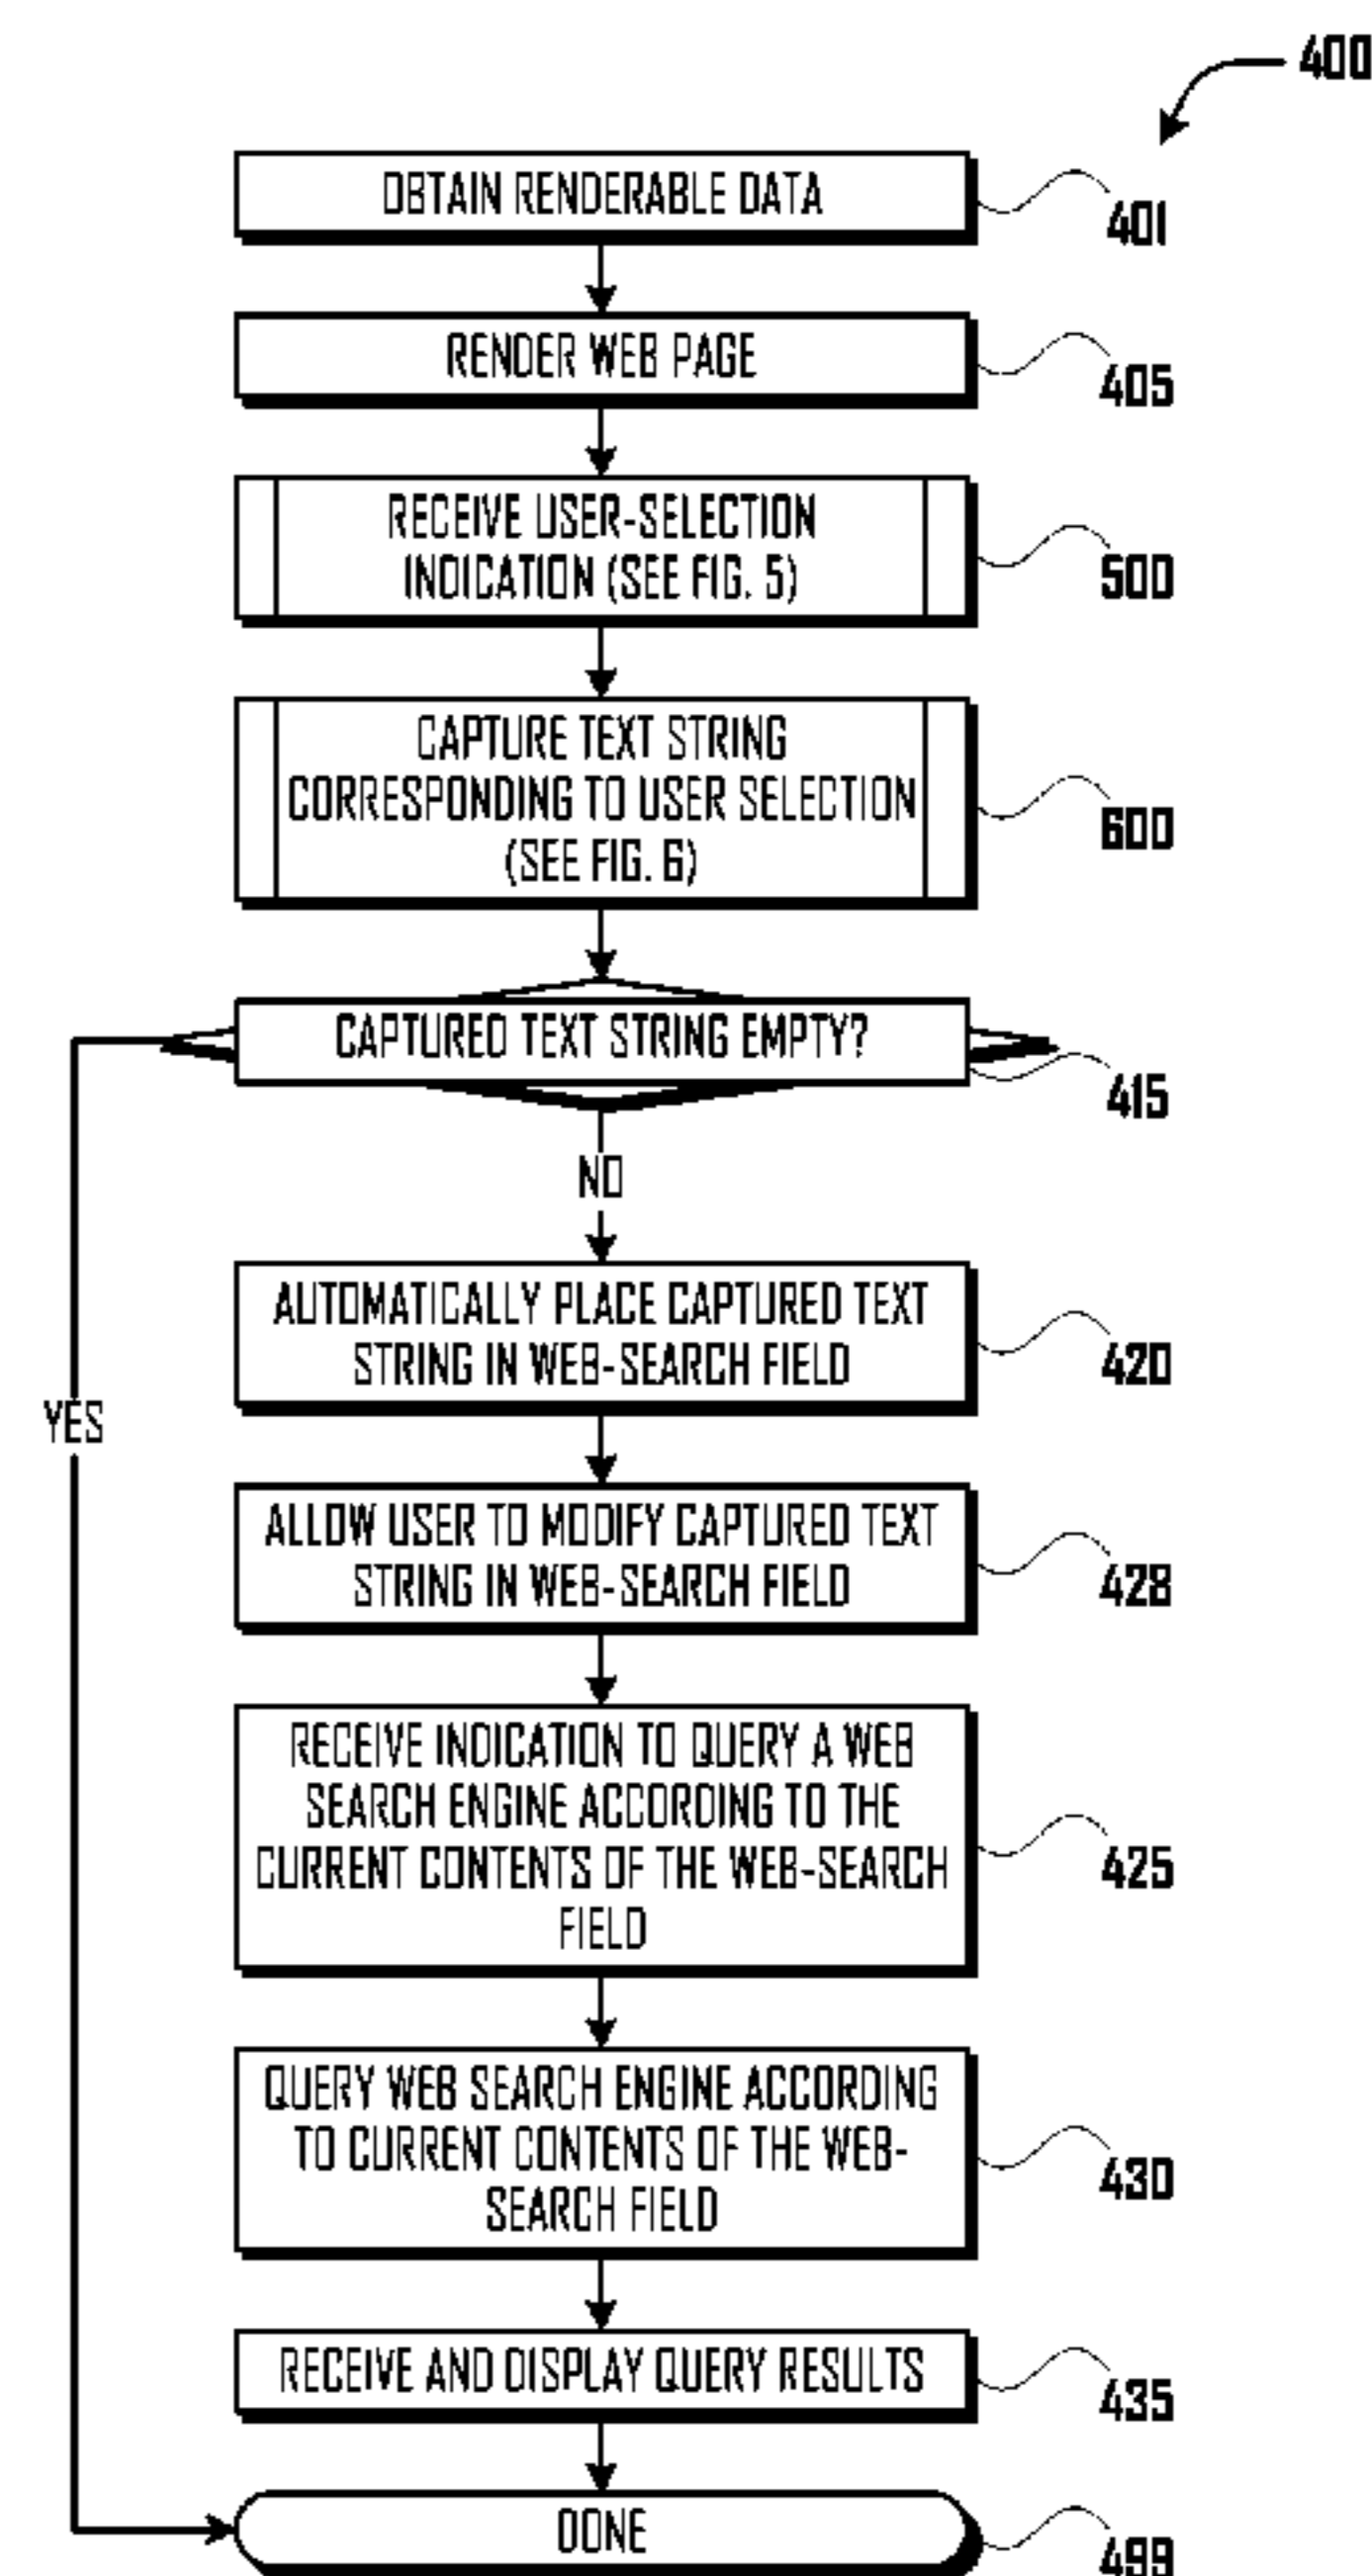 400
OBTAIN RENDERABLE DATA
401
RENDER WEB PAGE
405
RECEIVE USER-SELECTION
INDICATION (SEE FIG. 5)
500
CAPTURE TEXT STRING
CORRESPONDING TO USER SELECTION
(SEE FIG. 6)
600
CAPTURED TEXT STRING EMPTY?
415
NO
AUTOMATICALLY PLACE CAPTURED TEXT
STRING IN WEB-SEARCH FIELD
420
YES
ALLOW USER TO MODIFY CAPTURED TEXT
STRING IN WEB-SEARCH FIELD
428
RECEIVE INDICATION TO QUERY A WEB
SEARCH ENGINE ACCORDING TO THE
CURRENT CONTENTS OF THE WEB-SEARCH
FIELD
425
QUERY WEB SEARCH ENGINE ACCORDING
TO CURRENT CONTENTS OF THE WEB-
SEARCH FIELD
430
RECEIVE AND DISPLAY QUERY RESULTS
435
DONE
499